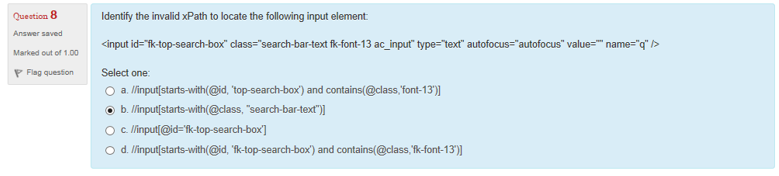 Question 8
Answer saved
Marked out of 1.00
Flag question
Identify the invalid xPath to locate the following input element:
<input id="fk-top-search-box" class="search-bar-text fk-font-13 ac_input" type="text" autofocus="autofocus" value="" name="q" />
Select one:
a. //input[starts-with(@id, 'top-search-box') and contains(@class,'font-13')]
b. //input[starts-with(@class, "search-bar-text")]
c. //input[@id='fk-top-search-box']
d. //input[starts-with(@id, 'fk-top-search-box') and contains(@class,'fk-font-13')]